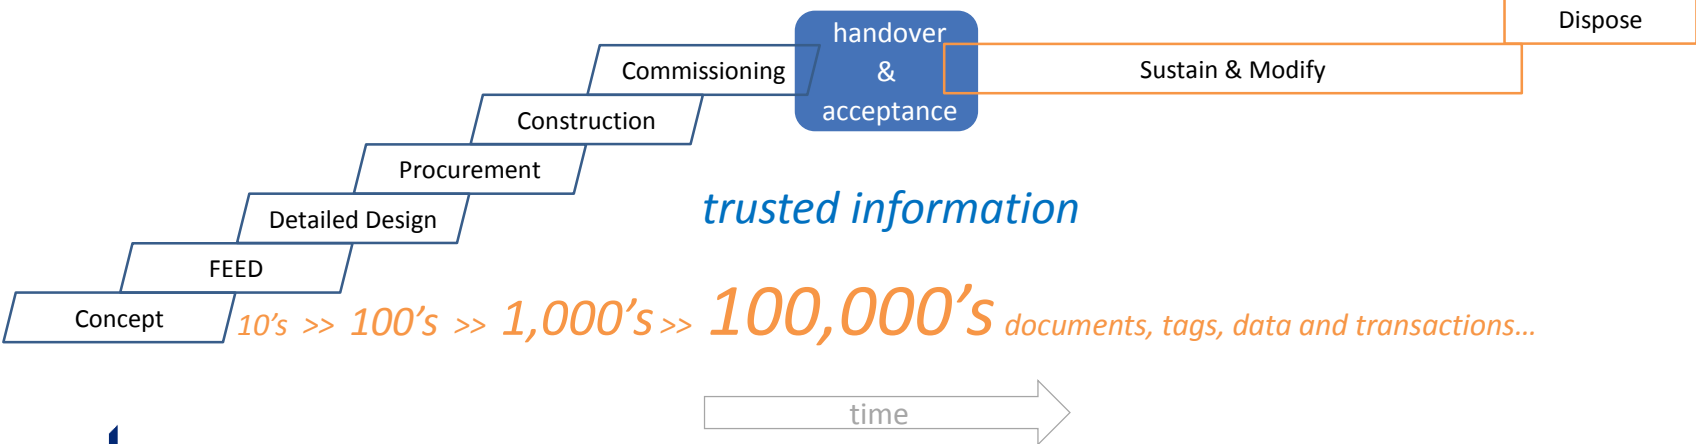 Dispose
handover
&
acceptance
Commissioning
Sustain & Modify
Construction
Procurement
trusted information
Detailed Design
FEED
Concept
10's >> 100's >> 1,000's >> 100,000's documents, tags, data and transactions...
time